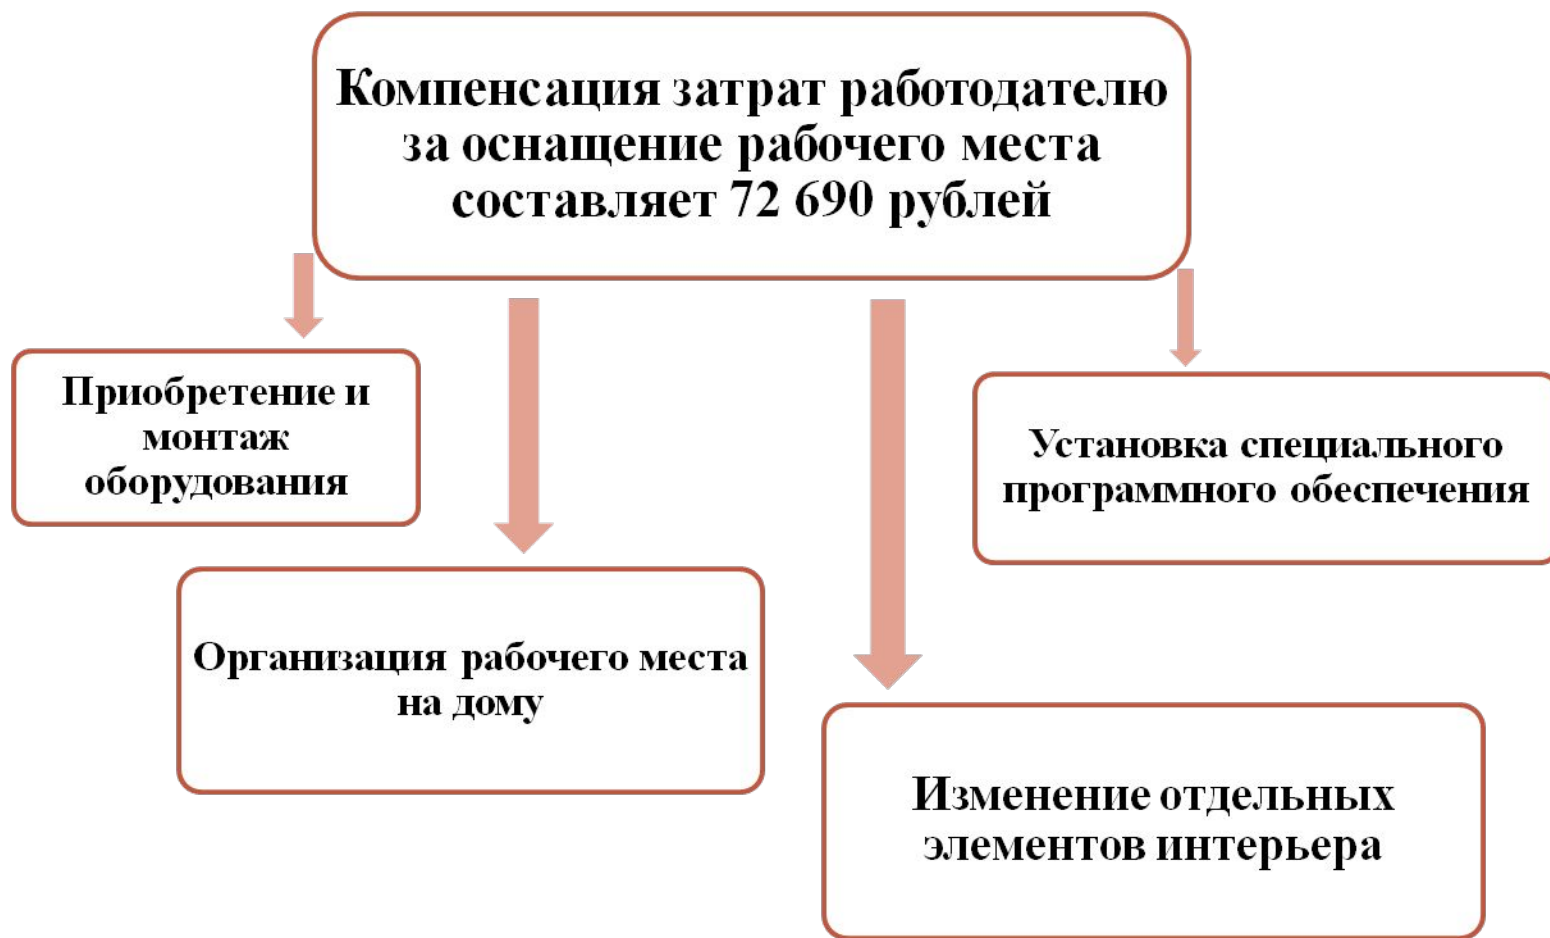 Компенсация затрат работодателю
за оснащение рабочего места
составляет 72 690 рублей
Приобретение и
монтаж
оборудования
Установка специального
программного обеспечения
Организация рабочего места
на дому
Изменение отдельных
элементов интерьера